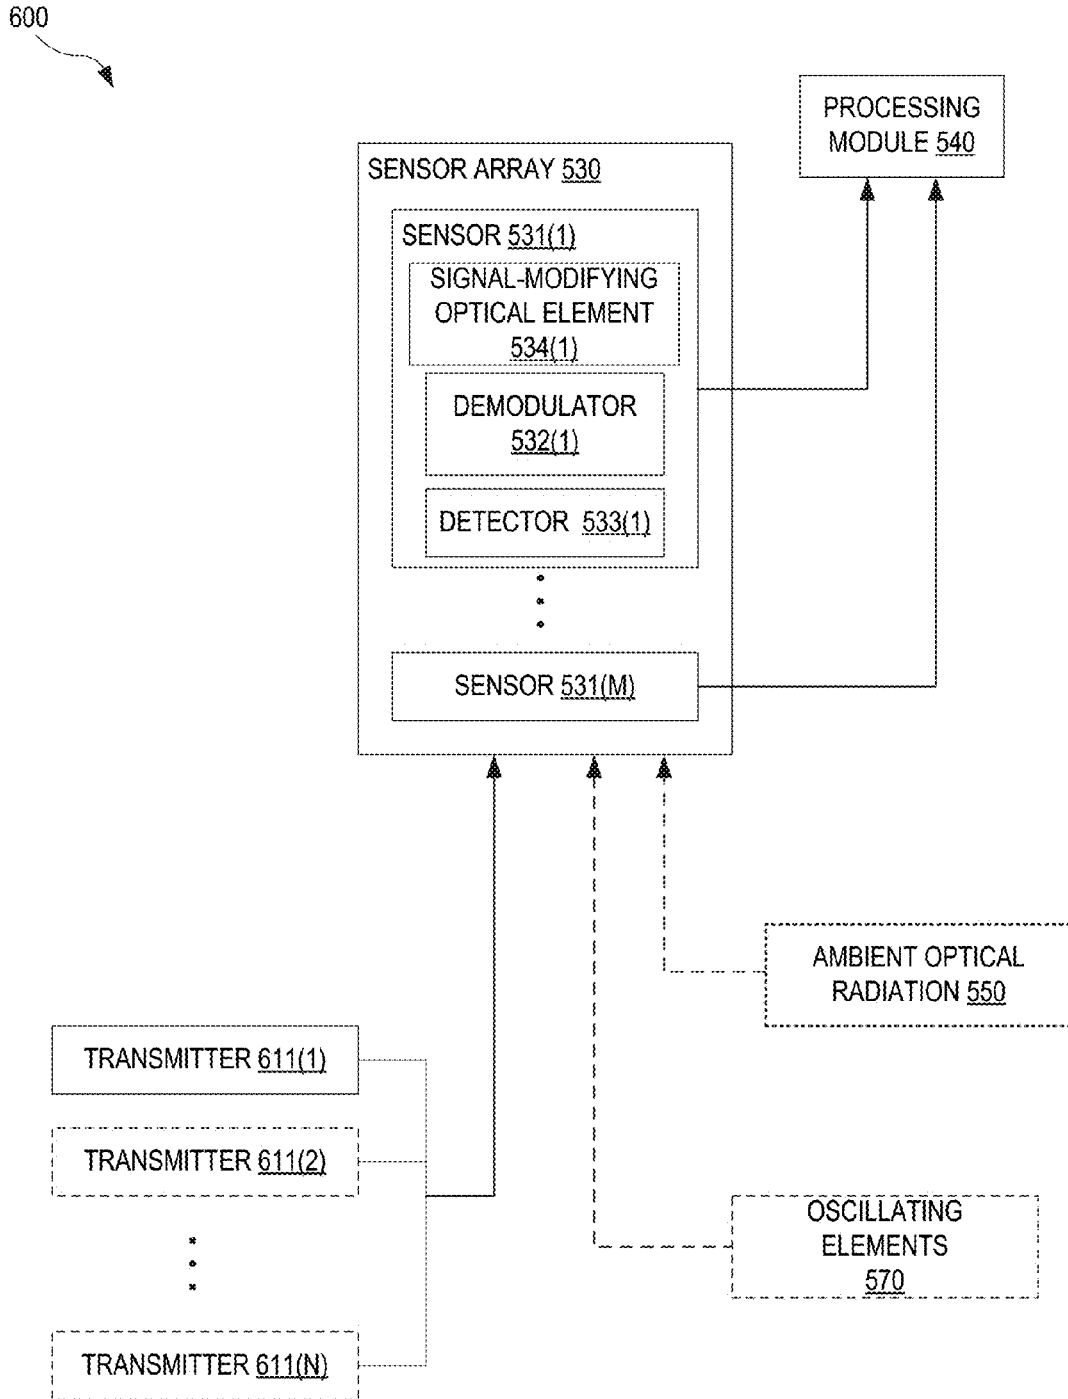 600
PROCESSING
MODULE 540
SENSOR ARRAY 530
SENSOR 531(1)
SIGNAL-MODIFYING
OPTICAL ELEMENT
534(1)
DEMODULATOR
532(1)
DETECTOR 533(1)
SENSOR 531(M)
AMBIENT OPTICAL
RADIATION 550
TRANSMITTER 611(1)
TRANSMITTER 611(2)
OSCILLATING
ELEMENTS
570
TRANSMITTER 611(N)